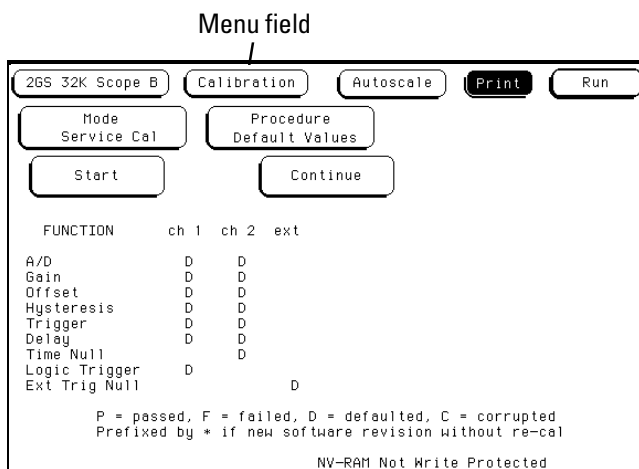 Menu field
2GS 32K Scope B Calibration Autoscale Print Run
Mode
Service Cal
Procedure
Default Values
Start Continue
FUNCTION ch 1 ch 2 ext
A/D D D
Gain D D
Offset D D
Hysteresis D D
Trigger D D
Delay D D
Time Null D
Logic Trigger D
Ext Trig Null D
P = passed, F = failed, D = defaulted, C = corrupted
Prefixed by * if new software revision without re-cal
NV-RAM Not Write Protected